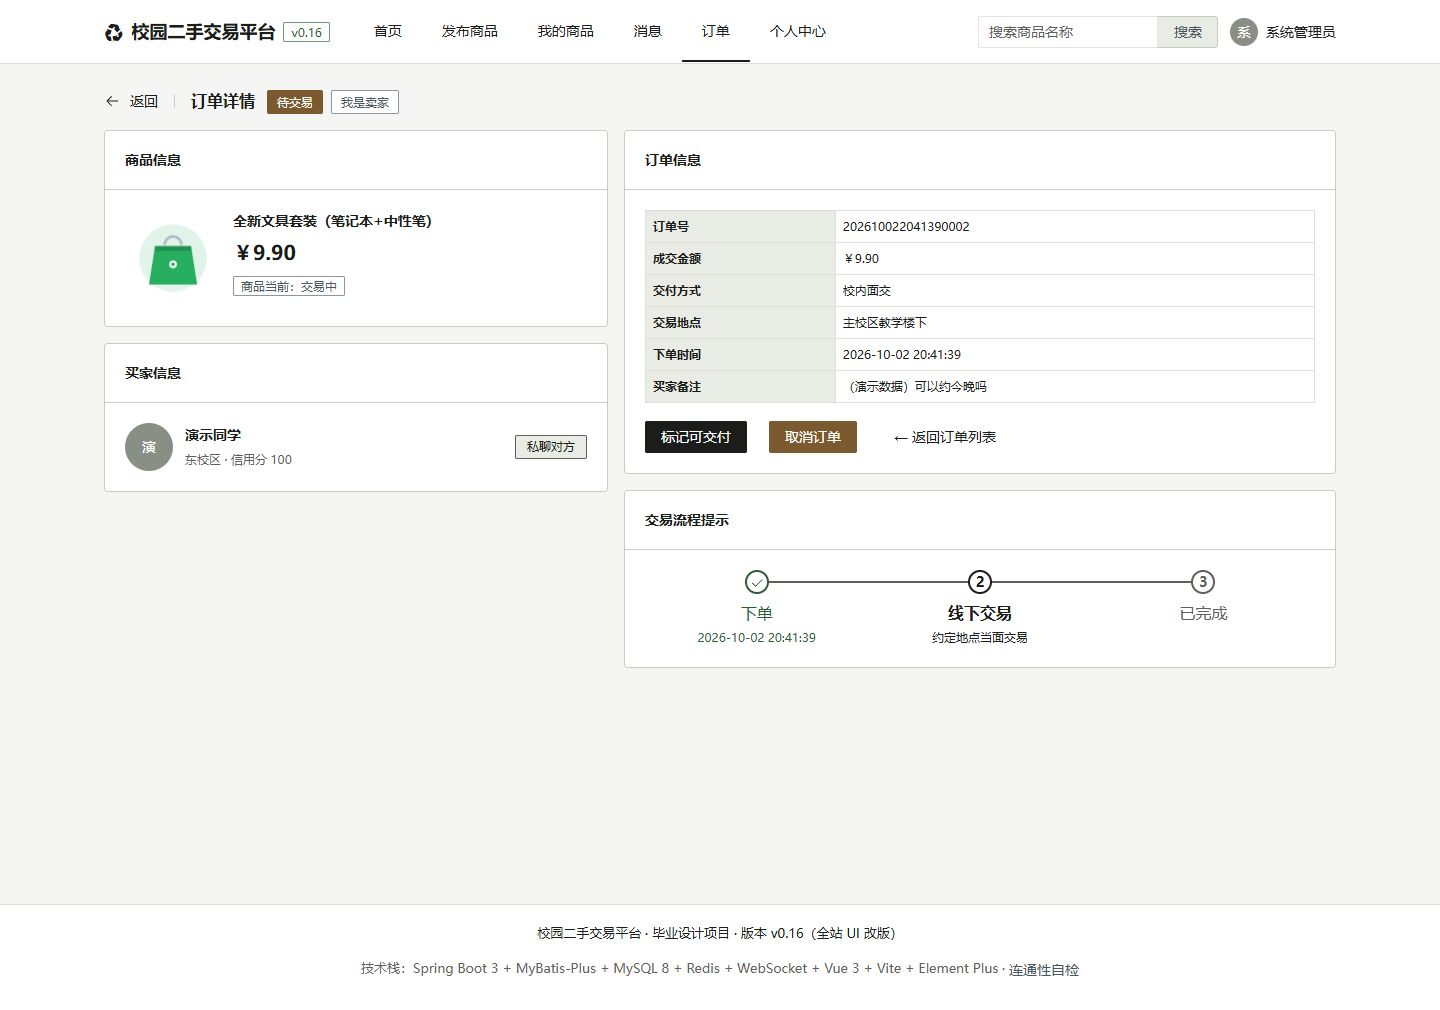 校园二手交易平台 v0.16 首页 发布商品 我的商品 消息 订单 个人中心 搜索商品名称 搜索 系 系统管理员
← 返回 订单详情 待交易 我是卖家
商品信息
全新文具套装（笔记本+中性笔）
¥9.90
商品当前：交易中
买家信息
演
演示同学
东校区 · 信用分 100
私聊对方
订单信息
订单号 202610022041390002
成交金额 ¥9.90
交付方式 校内面交
交易地点 主校区教学楼下
下单时间 2026-10-02 20:41:39
买家备注 （演示数据）可以约今晚吗
标记可交付 取消订单 ← 返回订单列表
交易流程提示
2 3
下单 线下交易 已完成
2026-10-02 20:41:39 约定地点当面交易
校园二手交易平台 · 毕业设计项目 · 版本 v0.16（全站 UI 改版）
技术栈：Spring Boot 3 + MyBatis-Plus + MySQL 8 + Redis + WebSocket + Vue 3 + Vite + Element Plus · 连通性自检